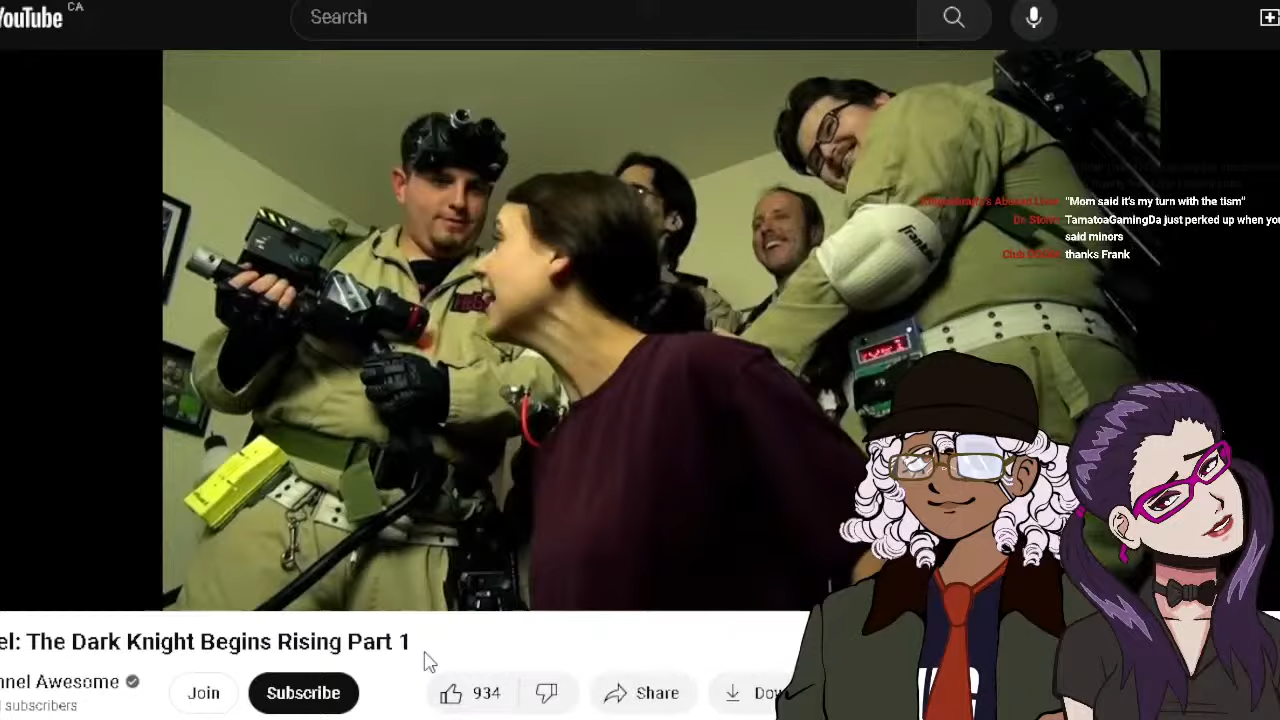 YouTube CA
Search
"Mom said it's my turn with the tism"
TamatoaGamingDa just perked up when yo
said minors
thanks Frank
el: The Dark Knight Begins Rising Part 1
nnel Awesome
subscribers
Join
Subscribe
934
Share
Dow